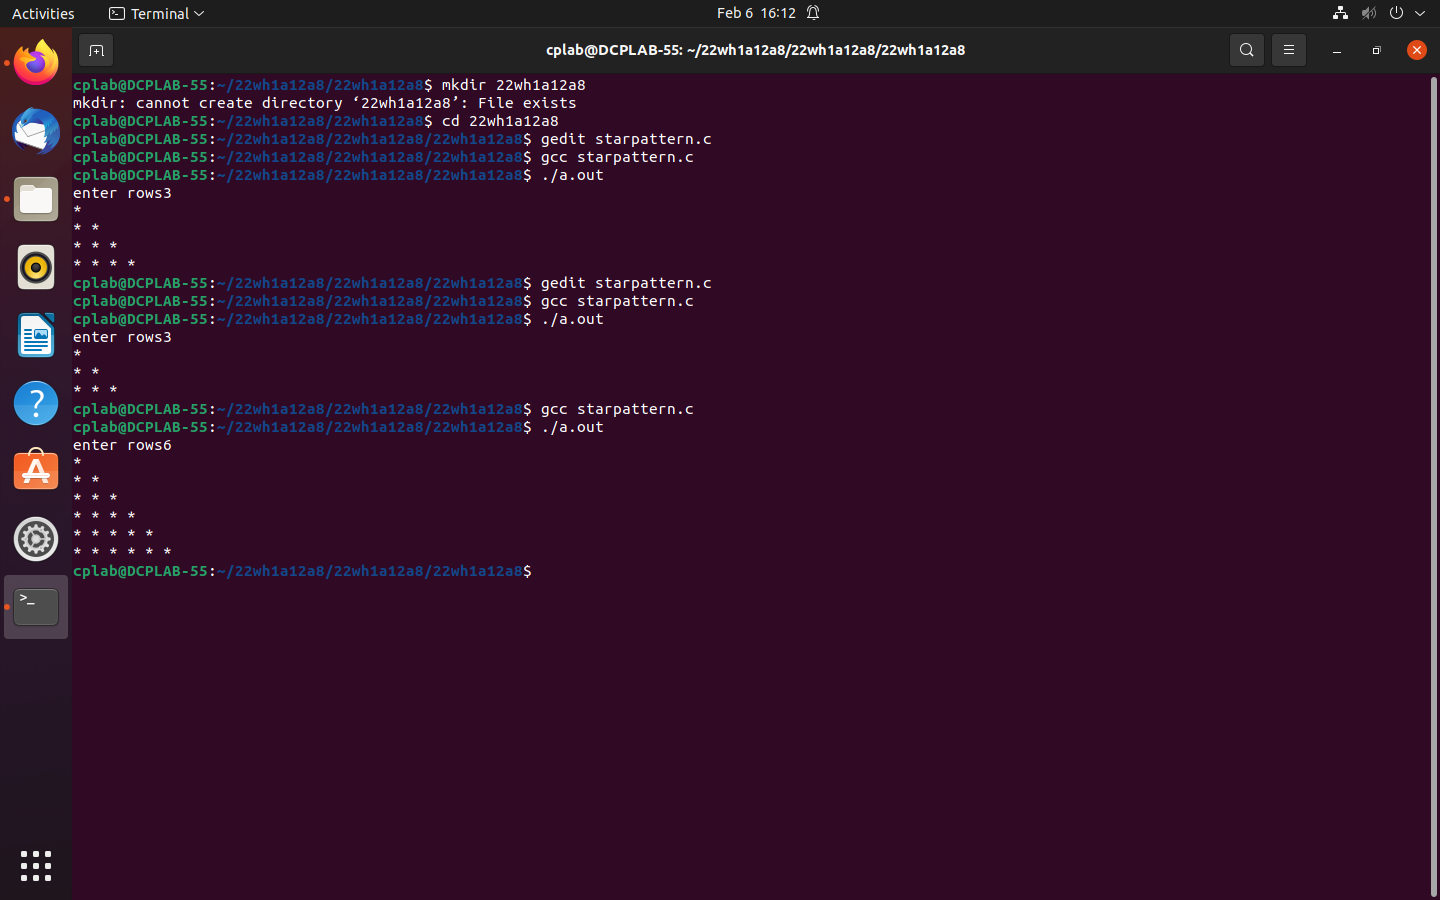 Activities
Terminal
Feb 6 16:12
cplab@DCPLAB-55: ~/22wh1a12a8/22wh1a12a8/22wh1a12a8
cplab@DCPLAB-55:~/22wh1a12a8/22wh1a12a8$ mkdir 22wh1a12a8
mkdir: cannot create directory ‘22wh1a12a8’: File exists
cplab@DCPLAB-55:~/22wh1a12a8/22wh1a12a8$ cd 22wh1a12a8
cplab@DCPLAB-55:~/22wh1a12a8/22wh1a12a8/22wh1a12a8$ gedit starpattern.c
cplab@DCPLAB-55:~/22wh1a12a8/22wh1a12a8/22wh1a12a8$ gcc starpattern.c
cplab@DCPLAB-55:~/22wh1a12a8/22wh1a12a8/22wh1a12a8$ ./a.out
enter rows3
*
* *
* * *
* * * *
cplab@DCPLAB-55:~/22wh1a12a8/22wh1a12a8/22wh1a12a8$ gedit starpattern.c
cplab@DCPLAB-55:~/22wh1a12a8/22wh1a12a8/22wh1a12a8$ gcc starpattern.c
cplab@DCPLAB-55:~/22wh1a12a8/22wh1a12a8/22wh1a12a8$ ./a.out
enter rows3
*
* *
* * *
cplab@DCPLAB-55:~/22wh1a12a8/22wh1a12a8/22wh1a12a8$ gcc starpattern.c
cplab@DCPLAB-55:~/22wh1a12a8/22wh1a12a8/22wh1a12a8$ ./a.out
enter rows6
*
* *
* * *
* * * *
* * * * *
* * * * * *
cplab@DCPLAB-55:~/22wh1a12a8/22wh1a12a8/22wh1a12a8$